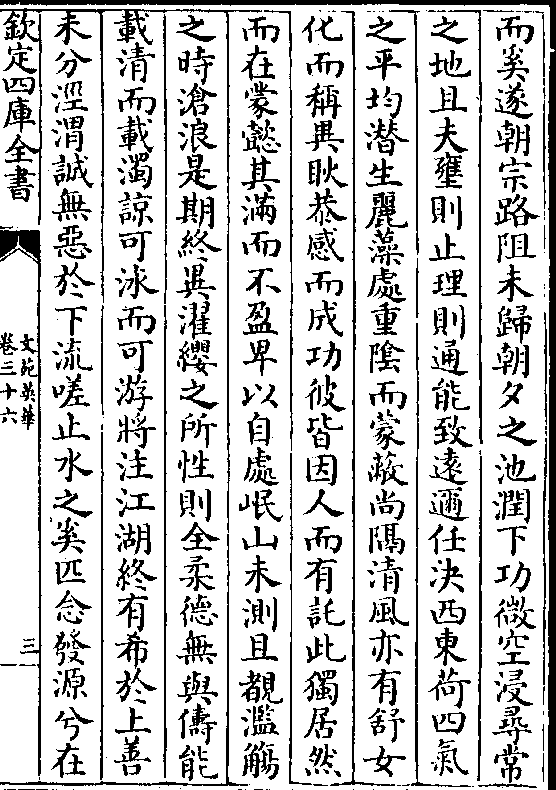 而奚遂朝宗路阻未歸朝夕之池潤下功微空浸尋常
之地且夫壅則止理則通能致逺邇任決西東荷四氣
之平均潛生麗藻處重陰而蒙蔽尚隔清風亦有舒女
化而稱異耿恭感而成功彼皆因人而有託此獨居然
而在蒙懿其滿而不盈卑以自處岷山未測且覩濫觴
之時滄浪是期終異濯纓之所性則全柔德無與儔能
載清而載濁諒可泳而可游將注江湖終有希於上善
未分涇渭誠無惡於下流嗟止水之奚匹念發源兮在
欽定四庫全書
文苑英華
卷三十六
三